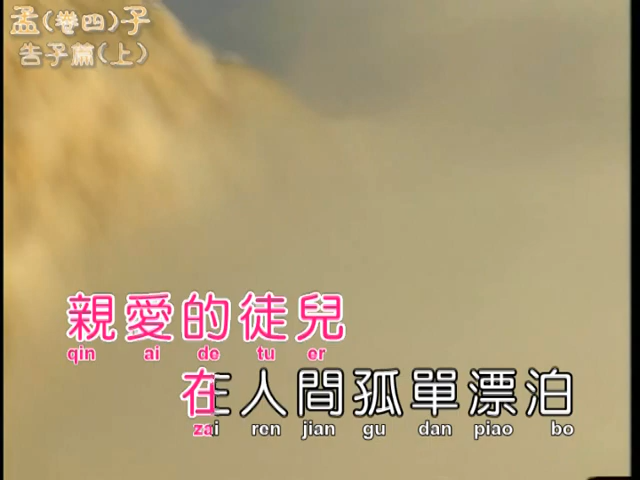 孟(卷四)子
告子篇(上)
親愛的徒兒
qin ai de tu er
在人間孤單漂泊
zai ren jian gu dan piao bo